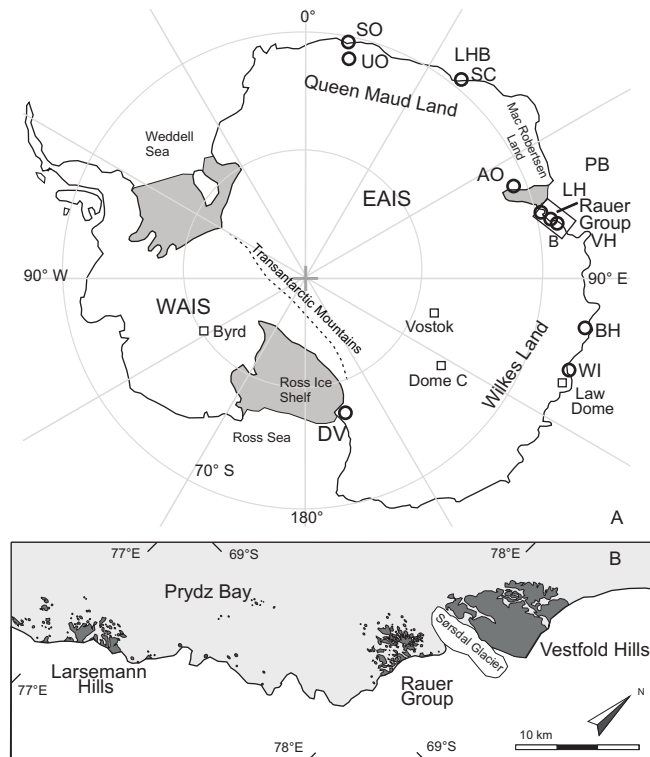 0°
SO
UO
LHB
SC
Queen Maud Land
Mac Robertsen
Land
Weddell
Sea
AO
PB
LH
Rauer
Group
B
VH
EAIS
90° W
90° E
Transantarctic Mountains
WAIS
Byrd
Vostok
BH
Dome C
Wilkes Land
WI
Law
Dome
Ross Ice
Shelf
Ross Sea
DV
70° S
180°
A
77°E
69°S
78°E
B
Prydz Bay
Sørsdal Glacier
Vestfold Hills
Larsemann
Hills
Rauer
Group
77°E
N
10 km
78°E
69°S